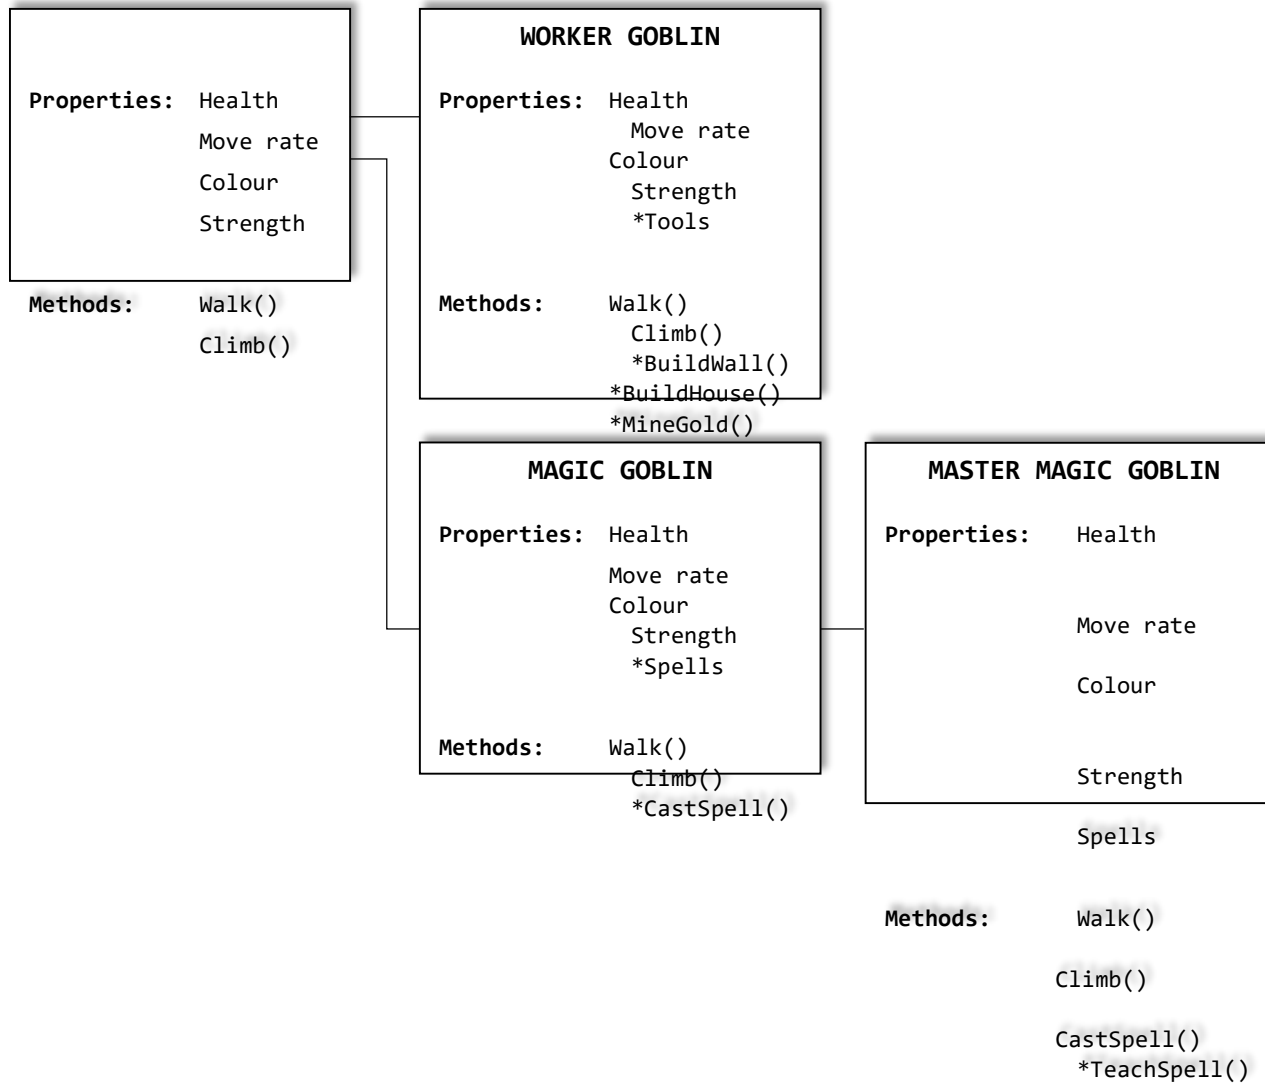 Properties: Health
Move rate
Colour
Strength
Methods: Walk()
Climb()
WORKER GOBLIN
Properties: Health
Move rate
Colour
Strength
*Tools
Methods: Walk()
Climb()
*BuildWall()
*BuildHouse()
*MineGold()
MAGIC GOBLIN
Properties: Health
Move rate
Colour
Strength
*Spells
Methods: Walk()
Climb()
*CastSpell()
MASTER MAGIC GOBLIN
Properties: Health
Move rate
Colour
Strength
Spells
Methods: Walk()
Climb()
CastSpell()
*TeachSpell()